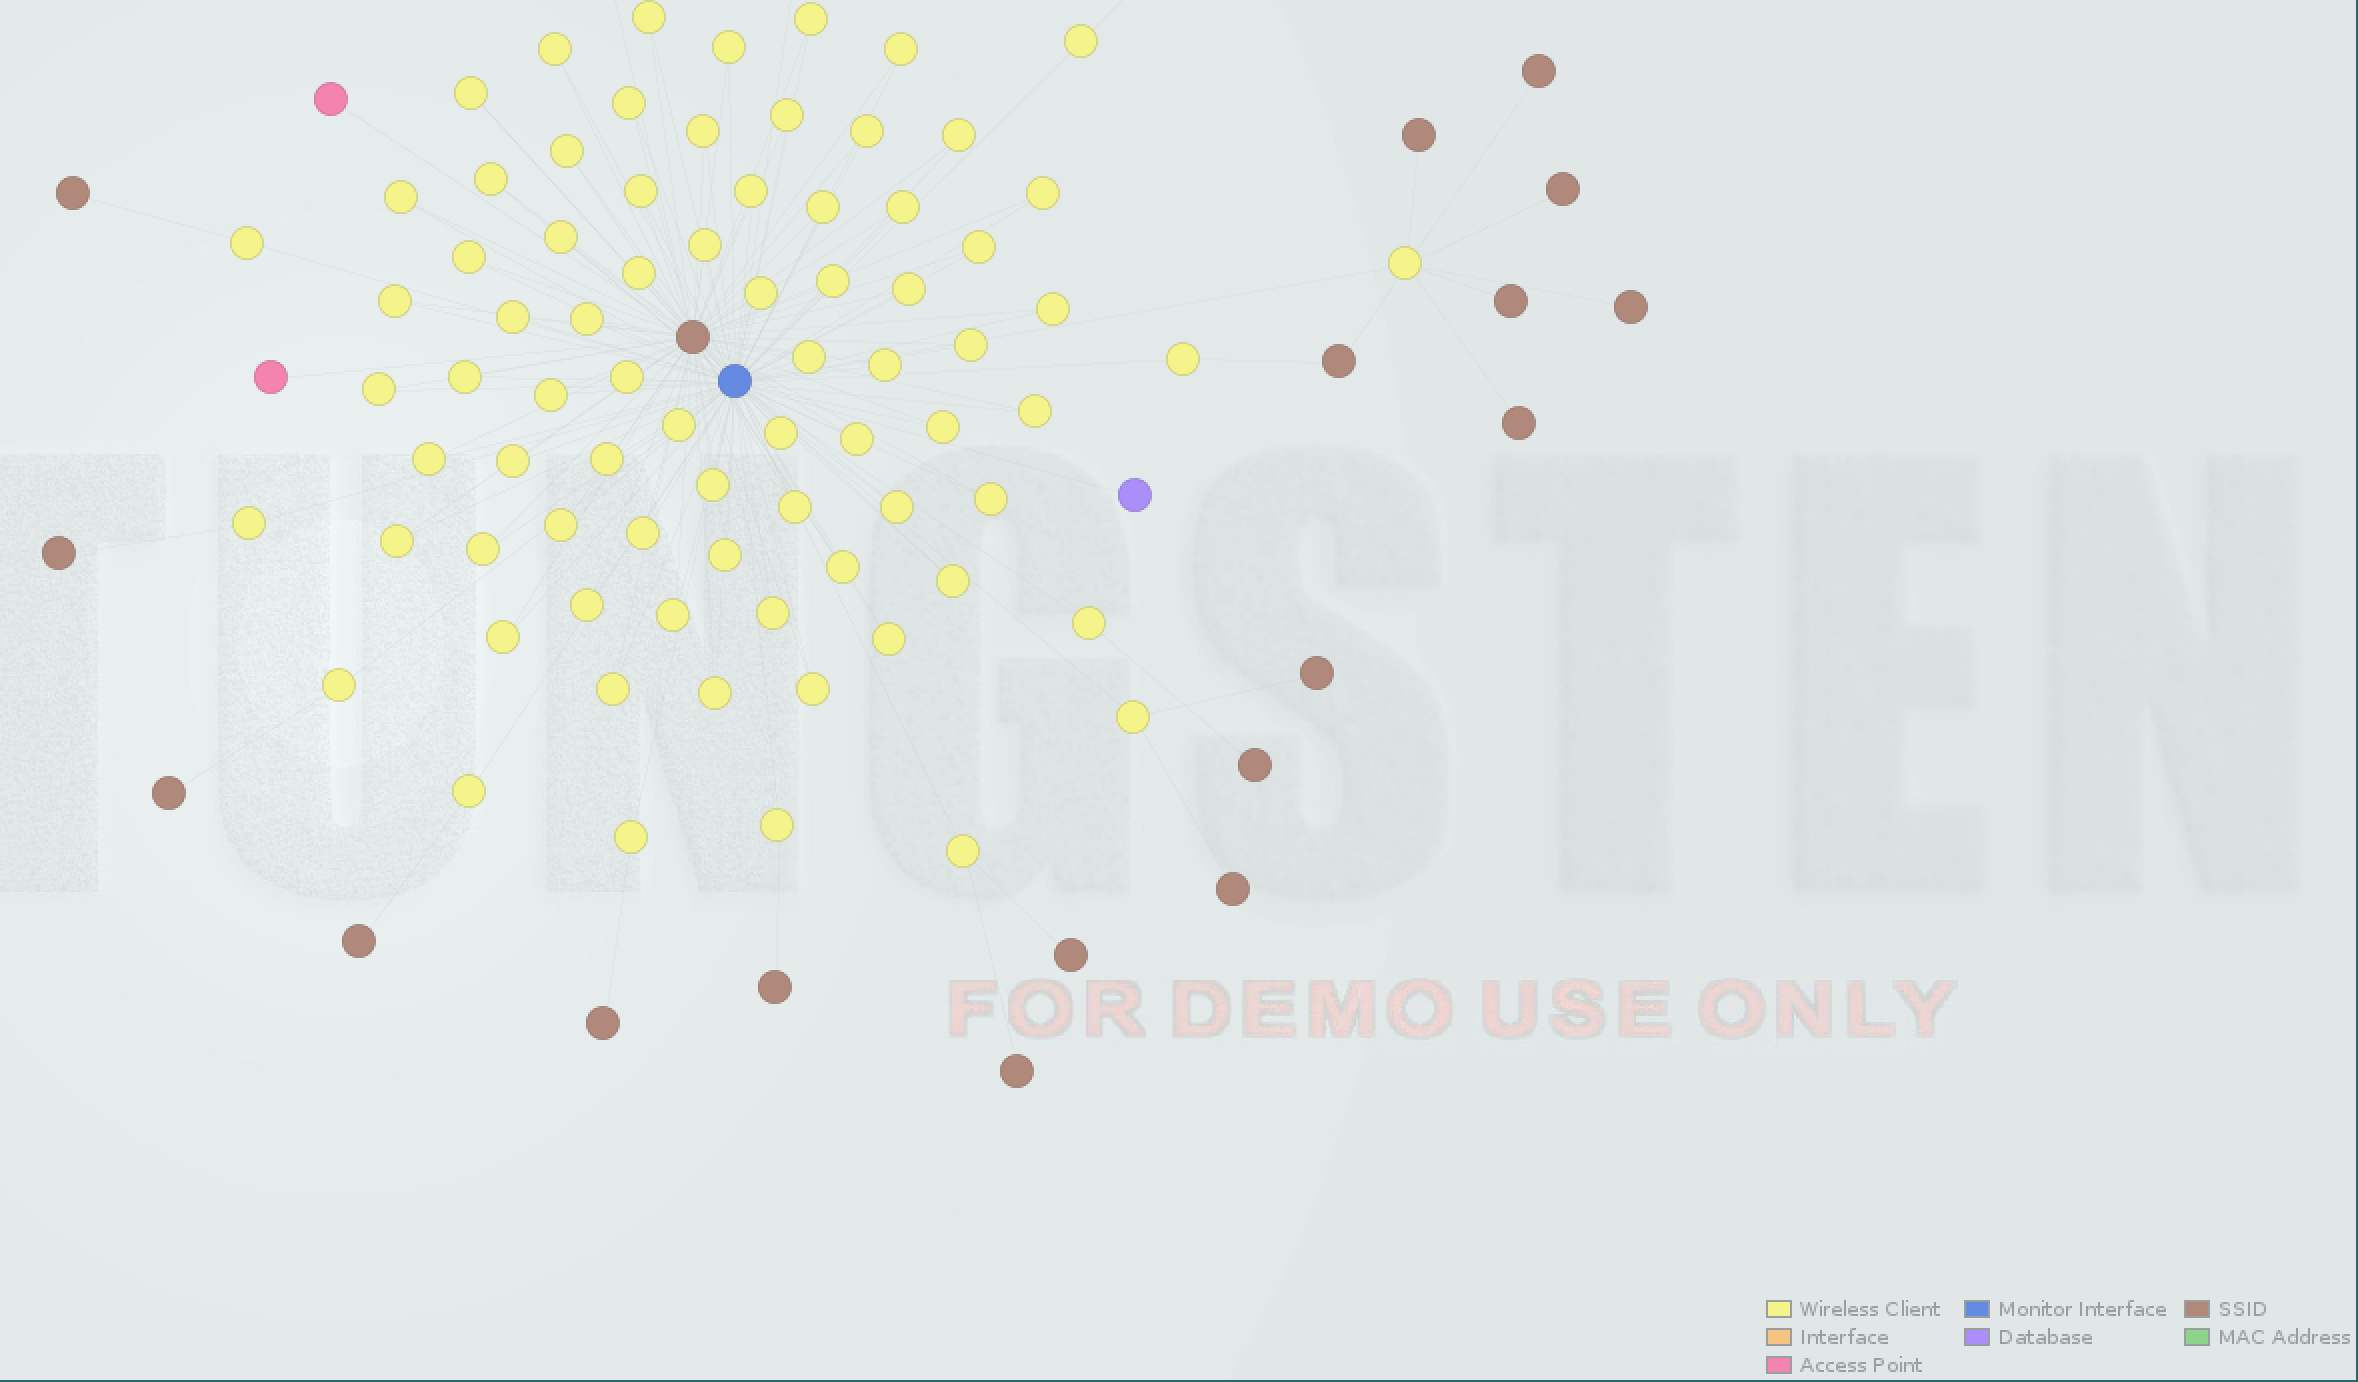 TUNGSTEN
FOR DEMO USE ONLY
Wireless Client
Monitor Interface
SSID
Interface
Database
MAC Address
Access Point